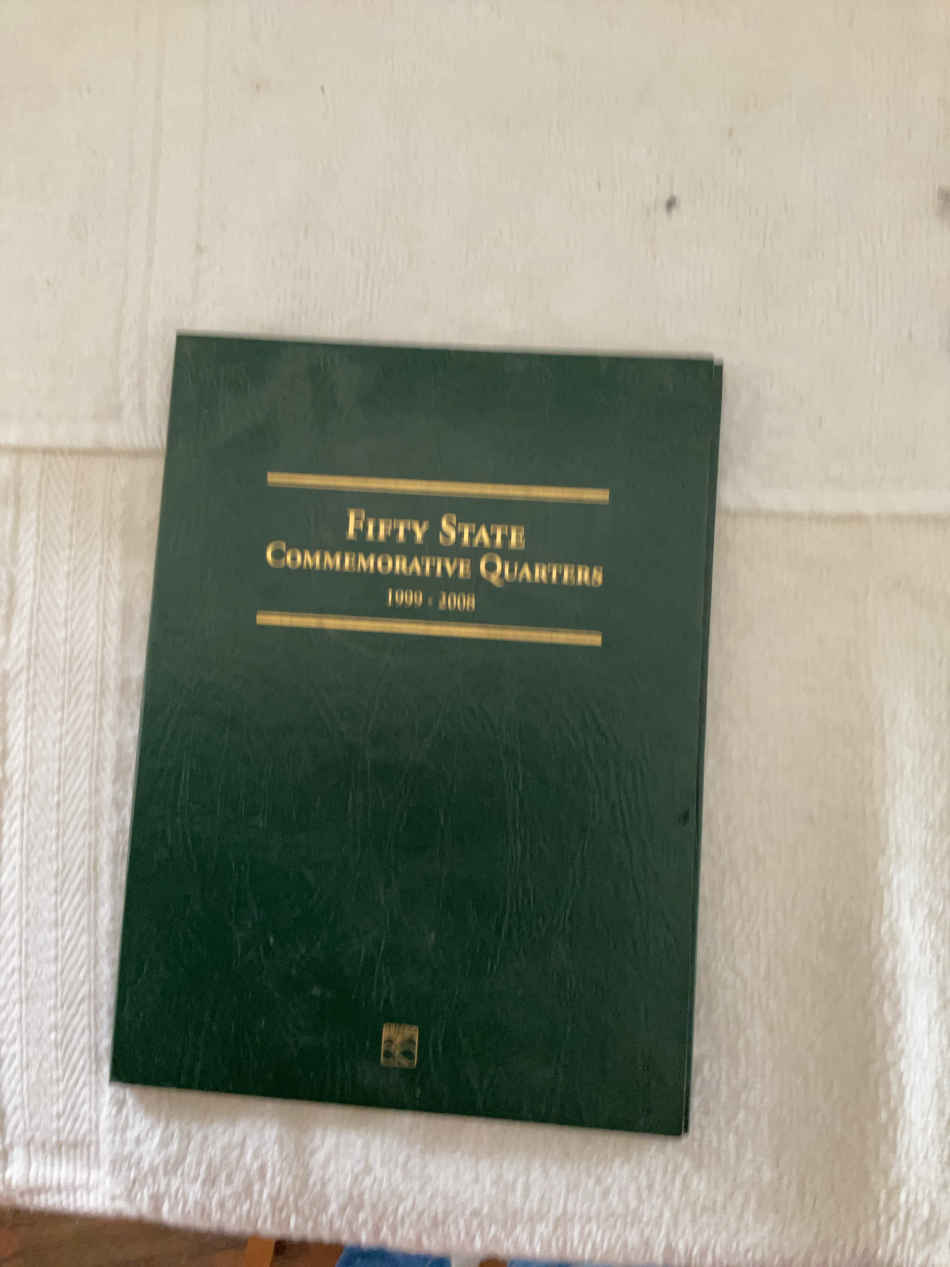 FIFTY STATE
COMMEMORATIVE QUARTERS
1999 - 2008